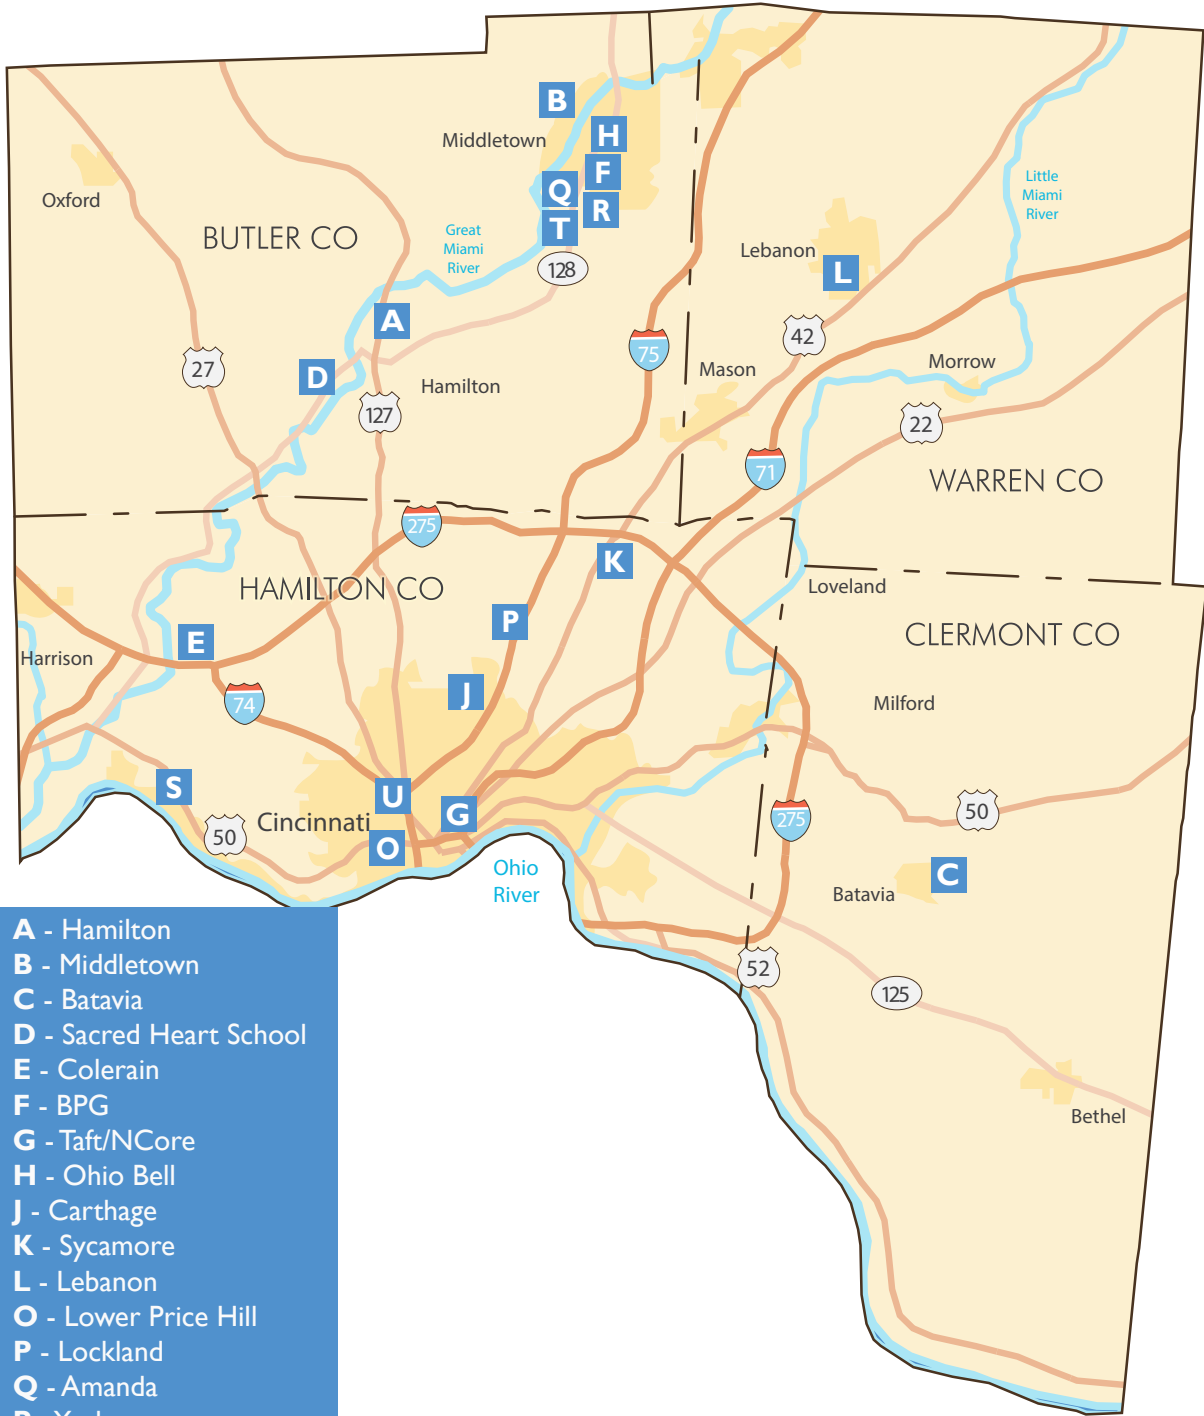 B
Middletown
H
F
Q
R
T
Oxford
BUTLER CO
Great
Miami
River
128
Little
Miami
River
Lebanon
L
A
42
75
27
D
Hamilton
127
Mason
Morrow
22
71
WARREN CO
275
K
HAMILTON CO
Loveland
P
CLERMONT CO
E
Harrison
J
74
Milford
S
U
G
50
Cincinnati
O
275
50
Ohio
River
Batavia
C
52
125
Bethel
A - Hamilton
B - Middletown
C - Batavia
D - Sacred Heart School
E - Colerain
F - BPG
G - Taft/NCore
H - Ohio Bell
J - Carthage
K - Sycamore
L - Lebanon
O - Lower Price Hill
P - Lockland
Q - Amanda